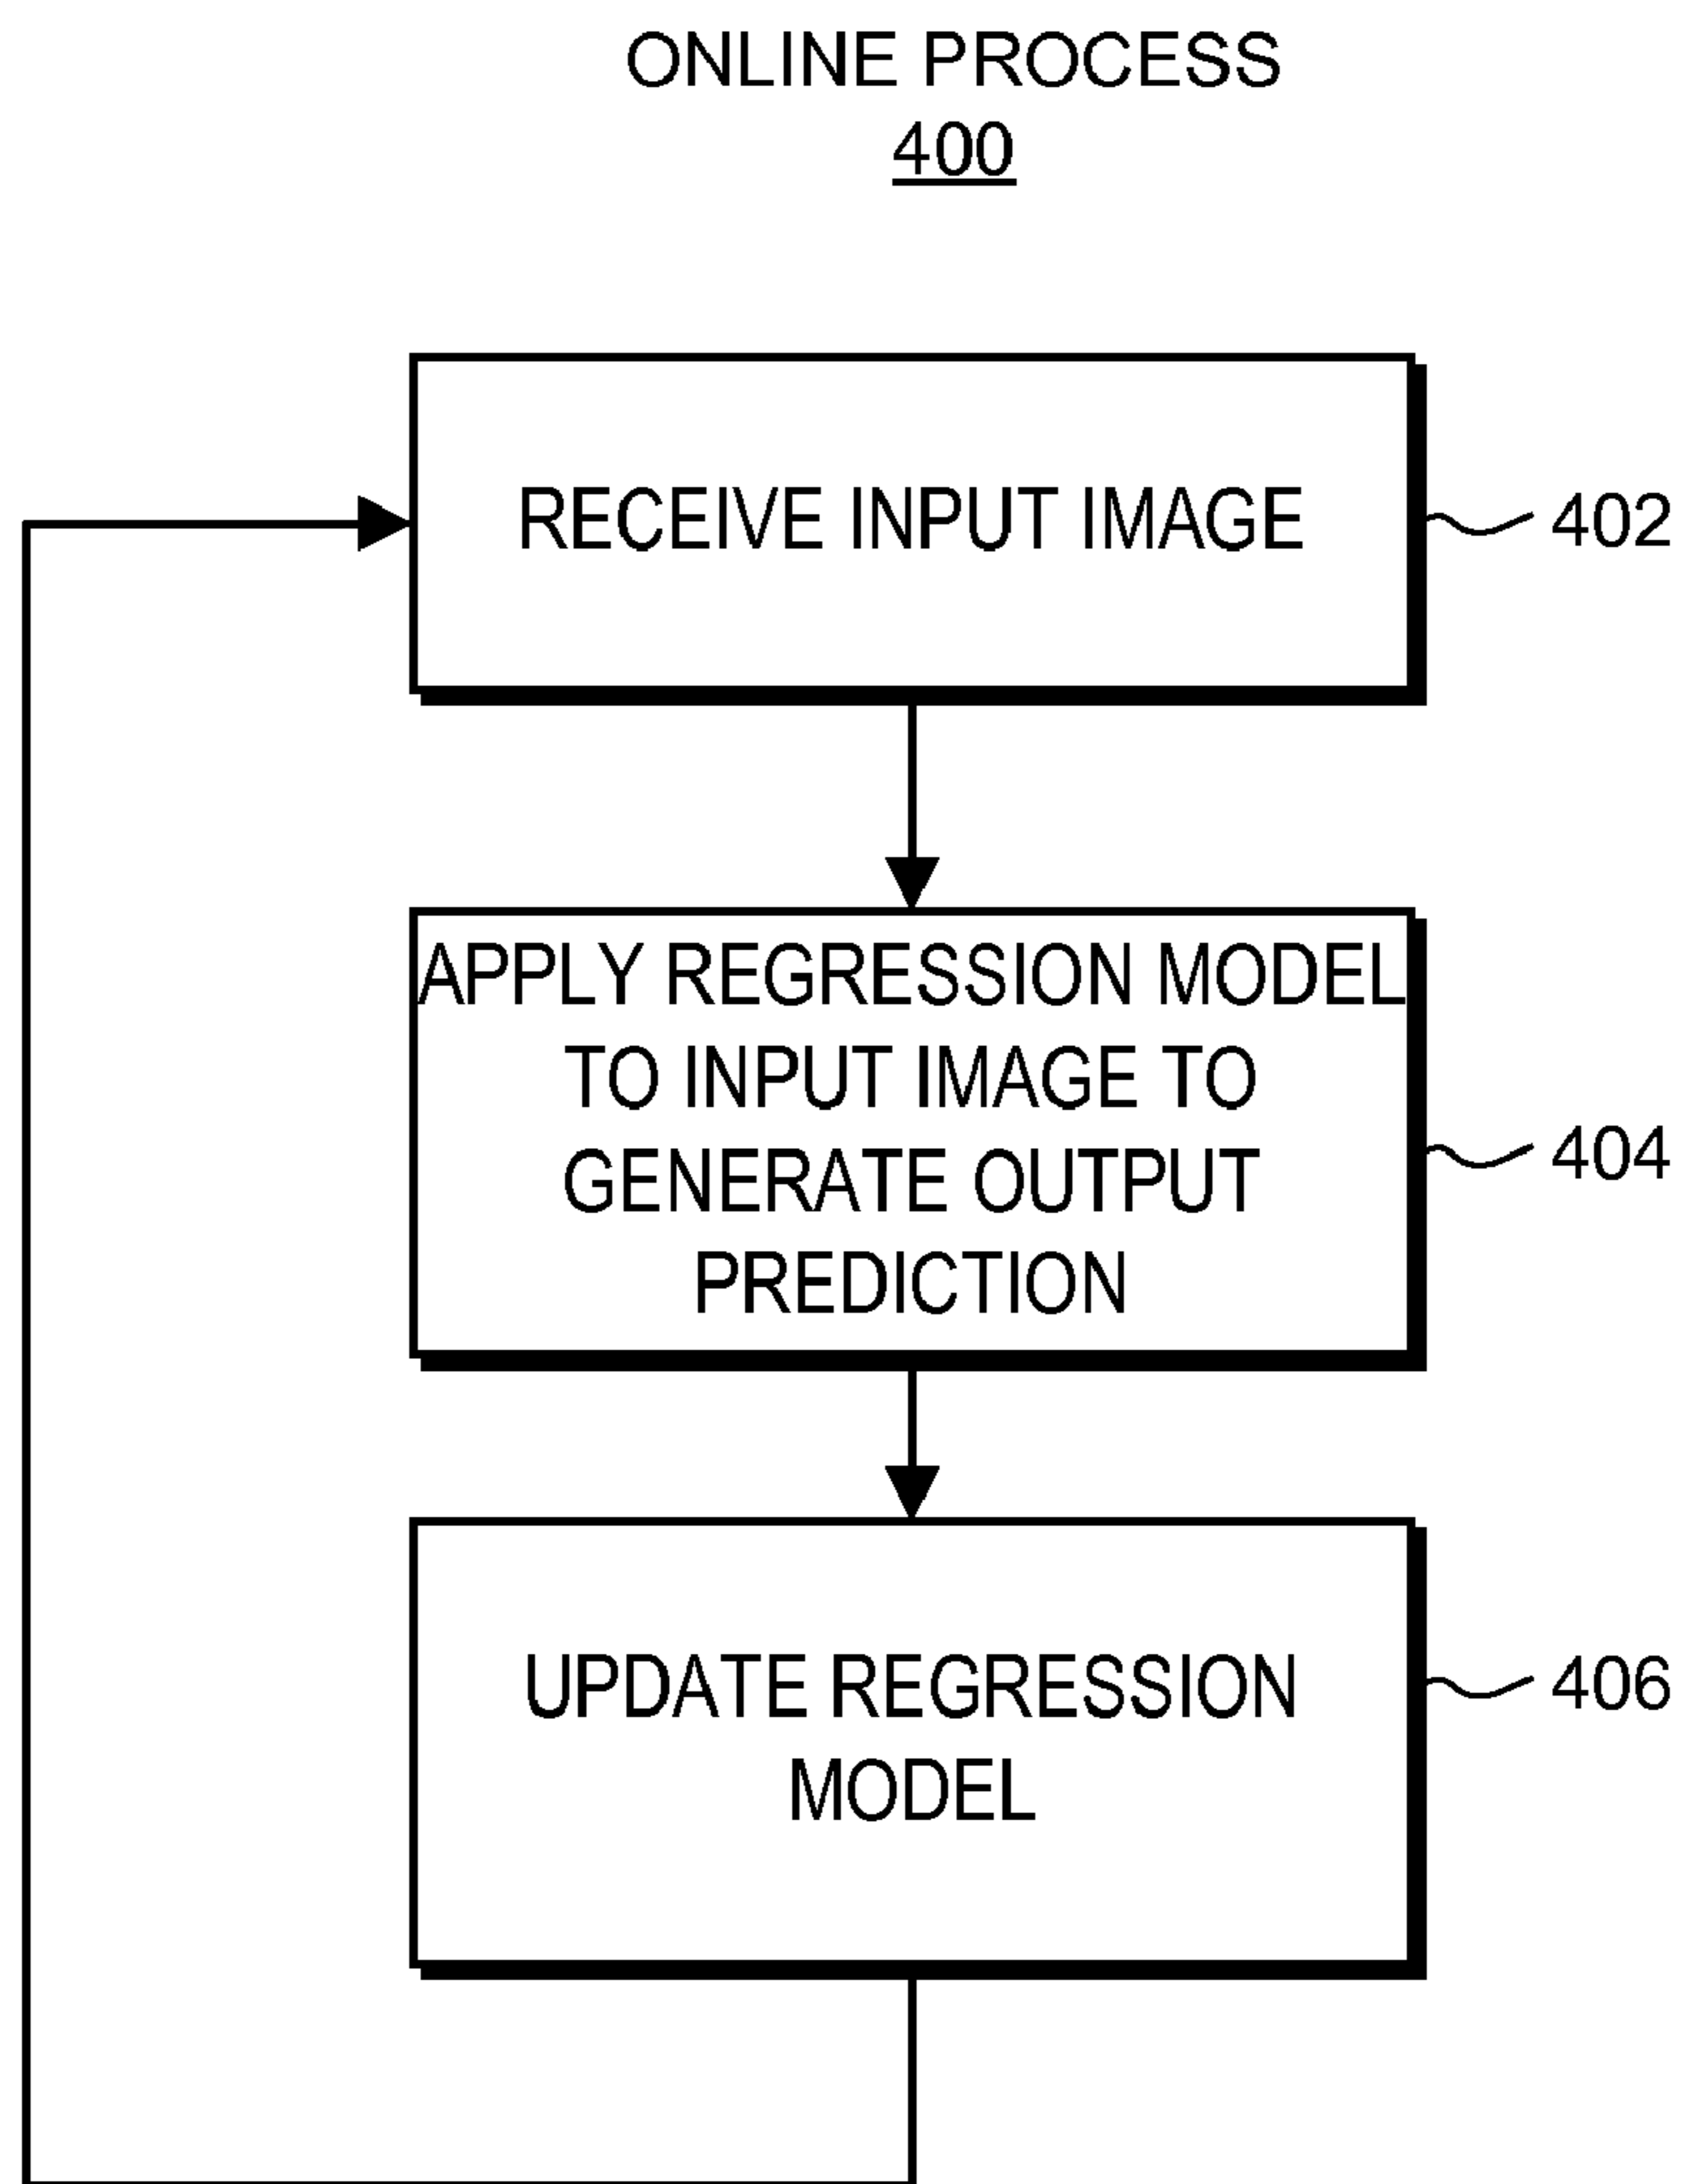 ONLINE PROCESS
400
RECEIVE INPUT IMAGE
402
APPLY REGRESSION MODEL
TO INPUT IMAGE TO
GENERATE OUTPUT
PREDICTION
404
UPDATE REGRESSION
MODEL
406